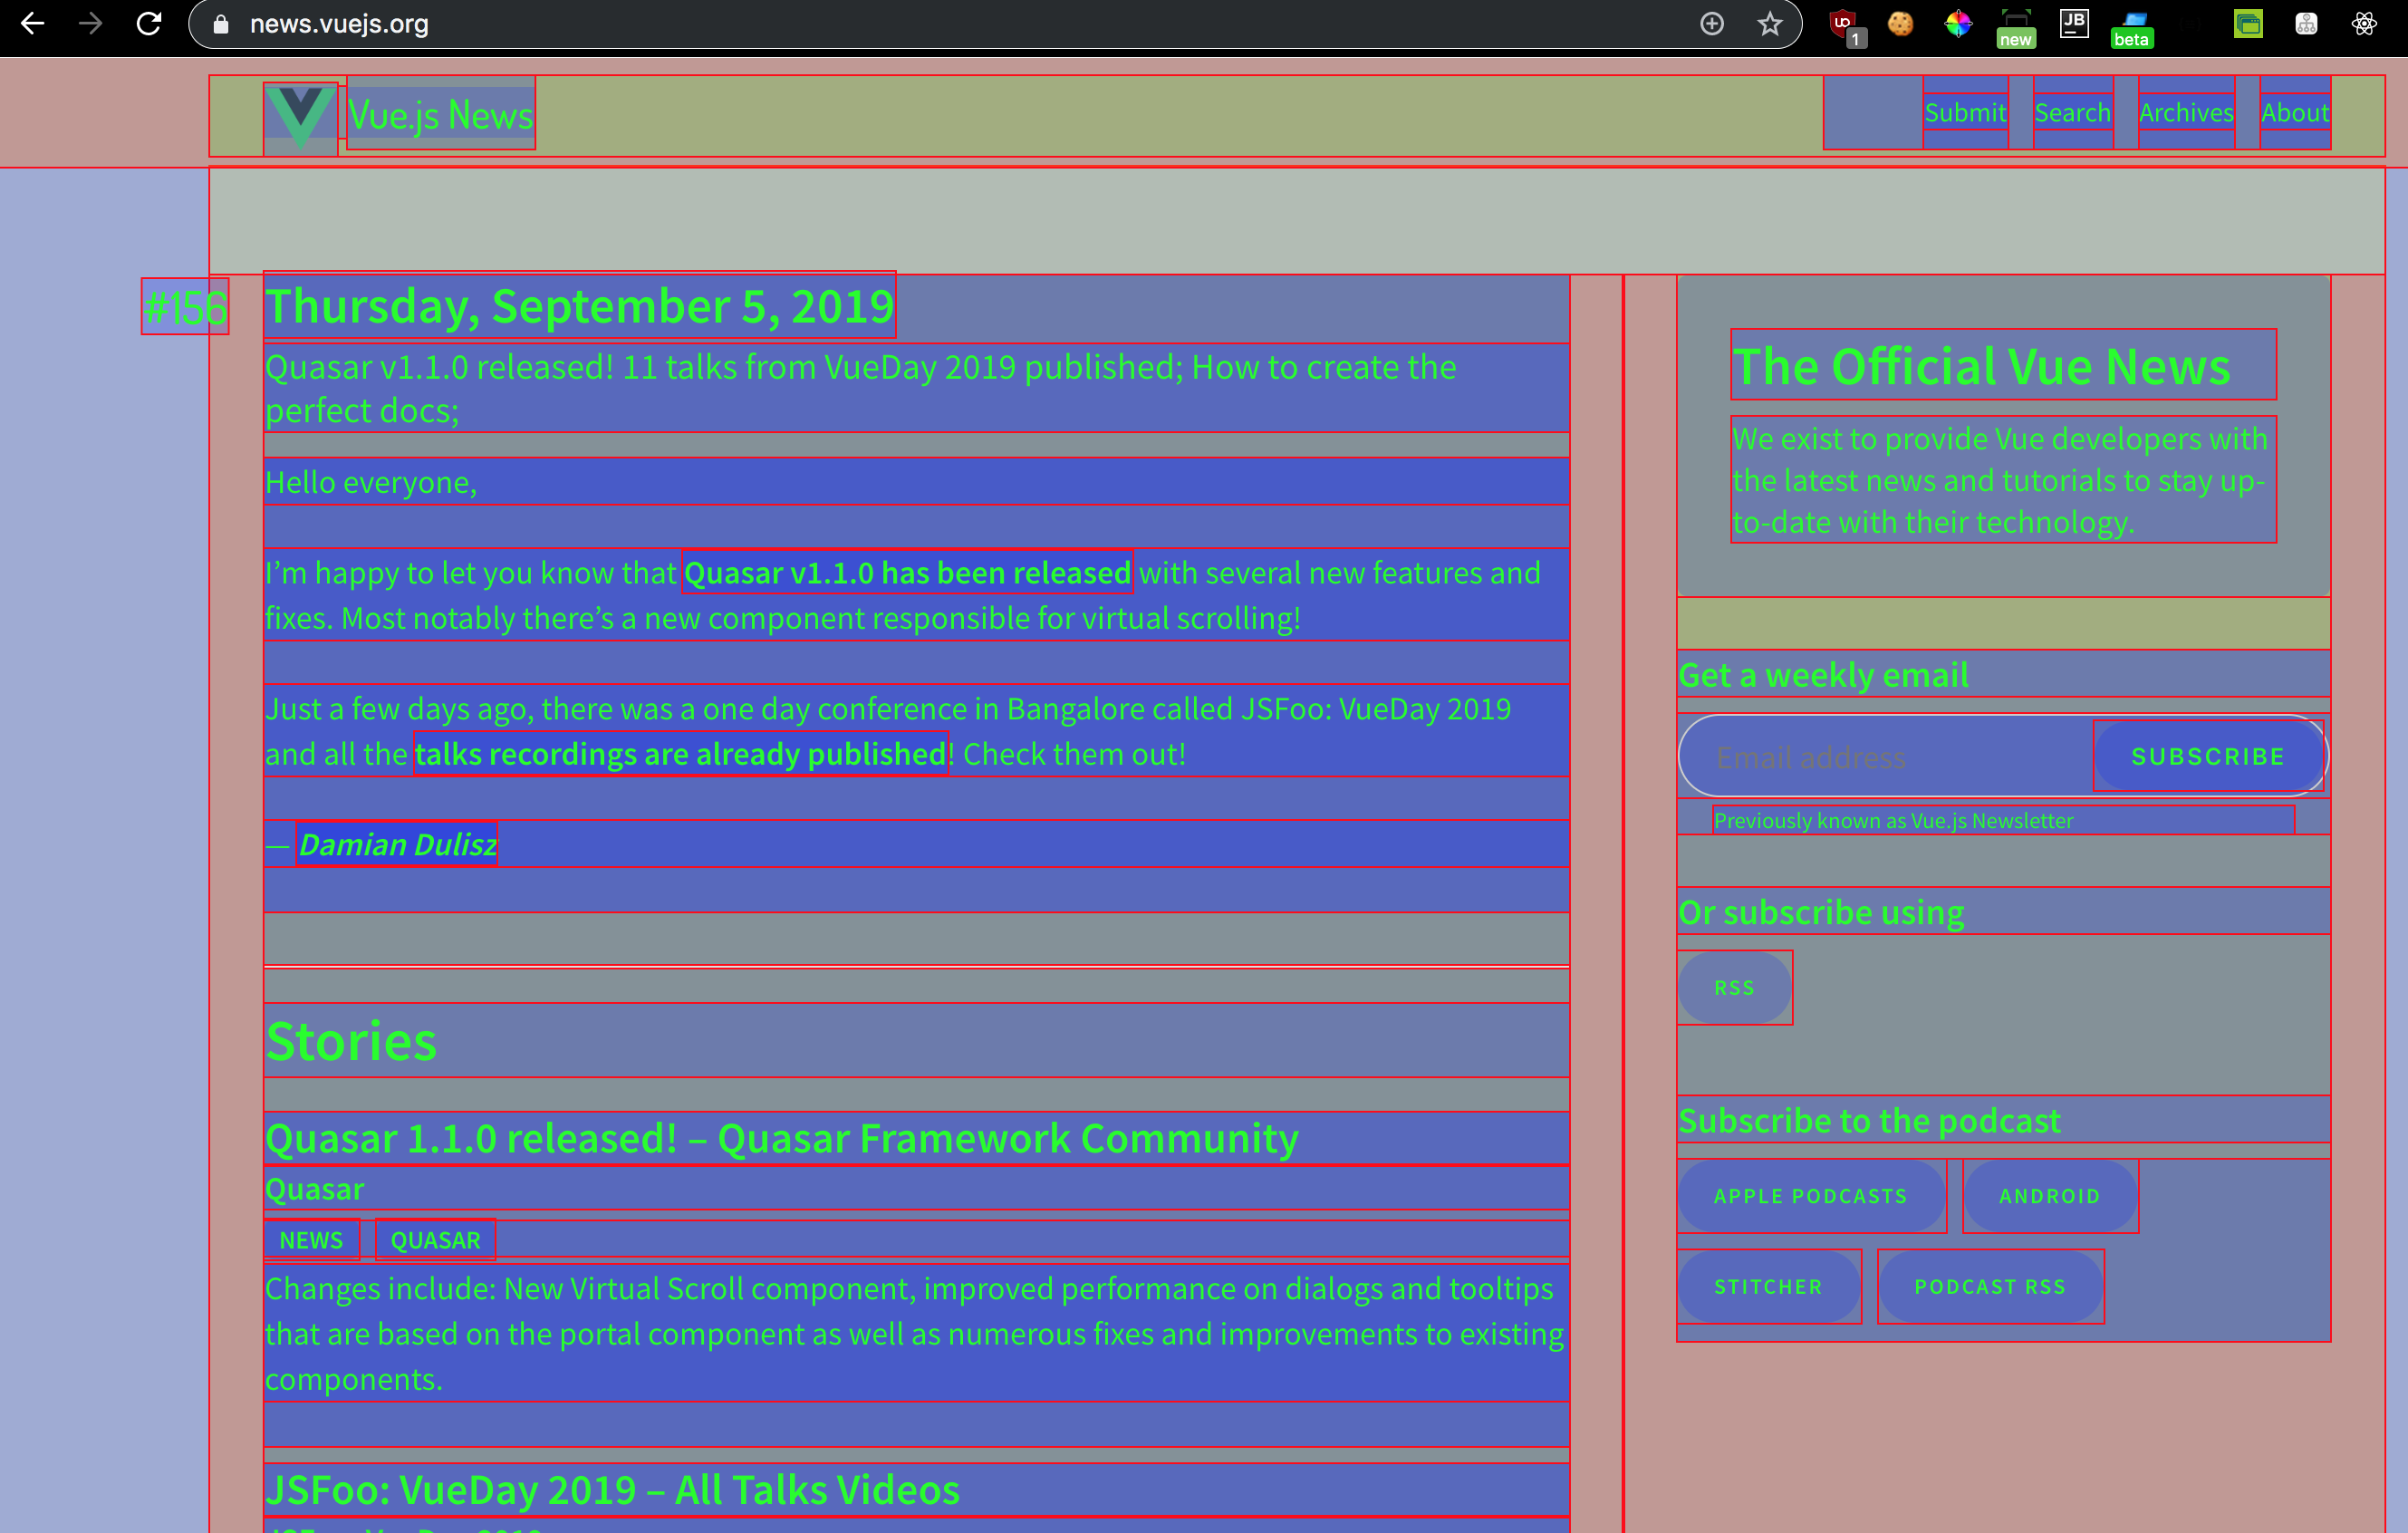 news.vuejs.org
1
new
JB
beta
Vue.js News
Submit Search Archives About
#156
Thursday, September 5, 2019
Quasar v1.1.0 released! 11 talks from VueDay 2019 published; How to create the
perfect docs;
Hello everyone,
I’m happy to let you know that Quasar v1.1.0 has been released with several new features and
fixes. Most notably there’s a new component responsible for virtual scrolling!
Just a few days ago, there was a one day conference in Bangalore called JSFoo: VueDay 2019
and all the talks recordings are already published! Check them out!
— Damian Dulisz
Stories
Quasar 1.1.0 released! – Quasar Framework Community
Quasar
NEWS QUASAR
Changes include: New Virtual Scroll component, improved performance on dialogs and tooltips
that are based on the portal component as well as numerous fixes and improvements to existing
components.
JSFoo: VueDay 2019 – All Talks Videos
The Official Vue News
We exist to provide Vue developers with
the latest news and tutorials to stay up-
to-date with their technology.
Get a weekly email
Email address
SUBSCRIBE
Previously known as Vue.js Newsletter
Or subscribe using
RSS
Subscribe to the podcast
APPLE PODCASTS ANDROID
STITCHER PODCAST RSS